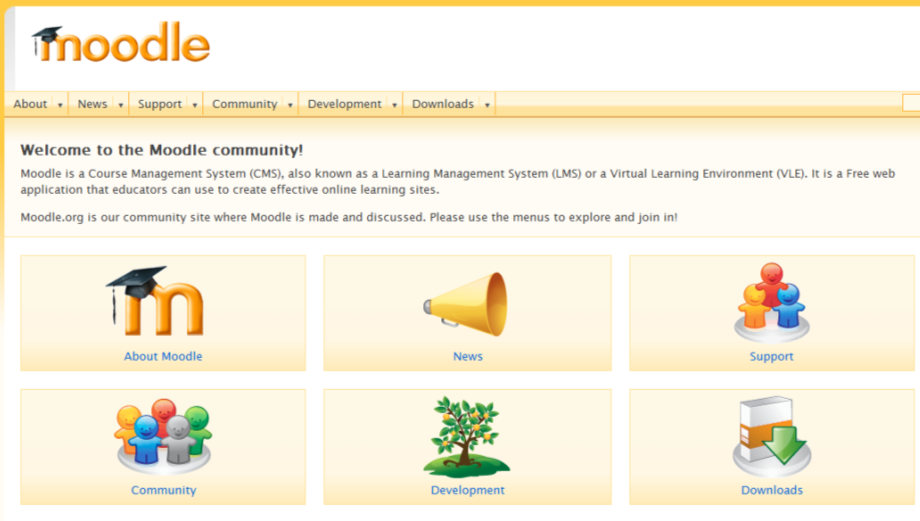 moodle
About News Support Community Development Downloads
Welcome to the Moodle community!
Moodle is a Course Management System (CMS), also known as a Learning Management System (LMS) or a Virtual Learning Environment (VLE). It is a Free web
application that educators can use to create effective online learning sites.
Moodle.org is our community site where Moodle is made and discussed. Please use the menus to explore and join in!
m
About Moodle
News
Support
Community
Development
Downloads